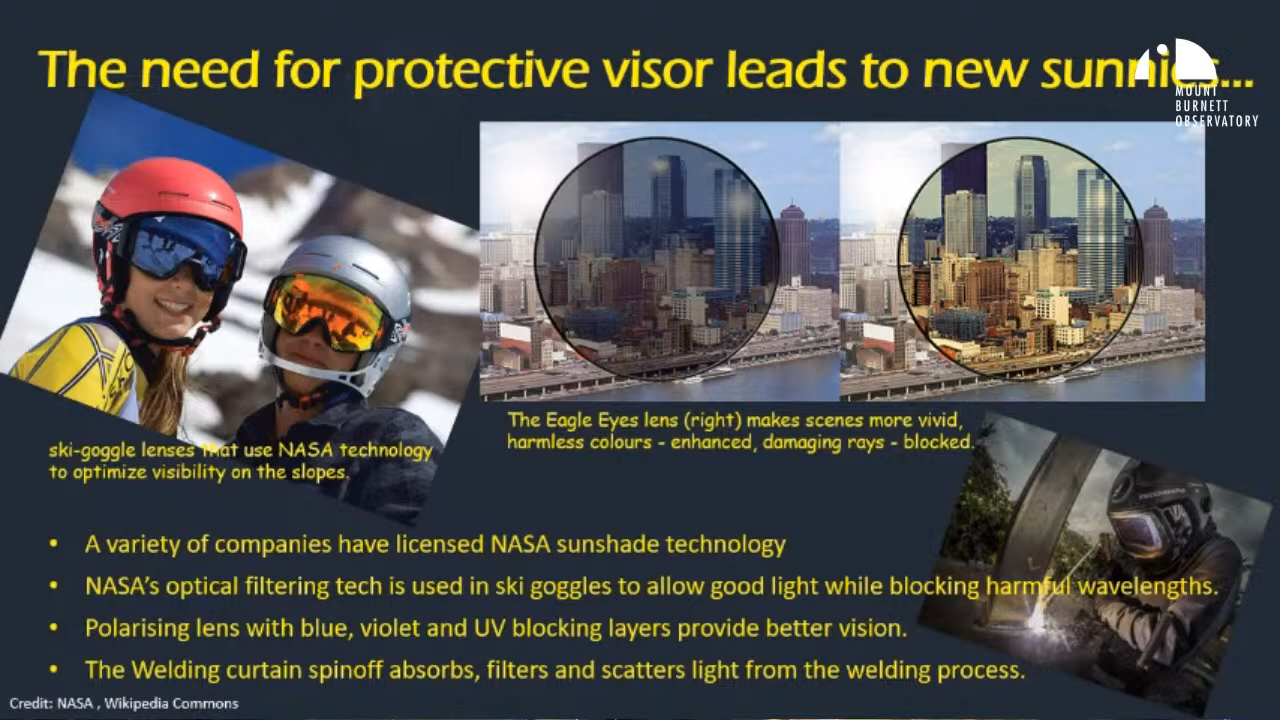 The need for protective visor leads to new sunnies...
MOUNT
BURNETT
OBSERVATORY
ski-goggle lenses that use NASA technology
to optimize visibility on the slopes.
The Eagle Eyes lens (right) makes scenes more vivid,
harmless colours - enhanced, damaging rays - blocked.
• A variety of companies have licensed NASA sunshade technology
• NASA's optical filtering tech is used in ski goggles to allow good light while blocking harmful wavelengths.
• Polarising lens with blue, violet and UV blocking layers provide better vision.
• The Welding curtain spinoff absorbs, filters and scatters light from the welding process.
Credit: NASA , Wikipedia Commons